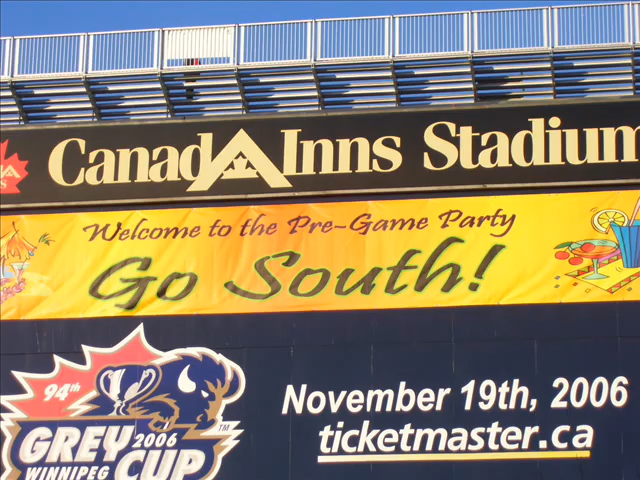 Canad Inns Stadium
Welcome to the Pre-Game Party
Go South!
94th
GREY 2006
WINNIPEG CUP
TM
November 19th, 2006
ticketmaster.ca